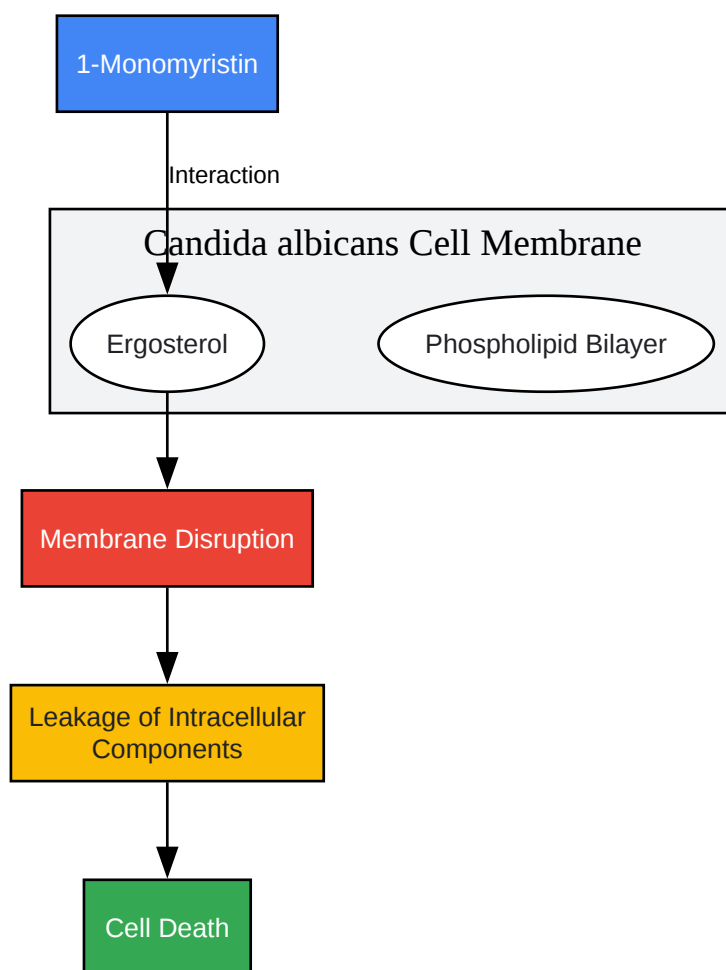 1-Monomyristin
Interaction
Candida albicans Cell Membrane
Ergosterol
Phospholipid Bilayer
Membrane Disruption
Leakage of Intracellular
Components
Cell Death